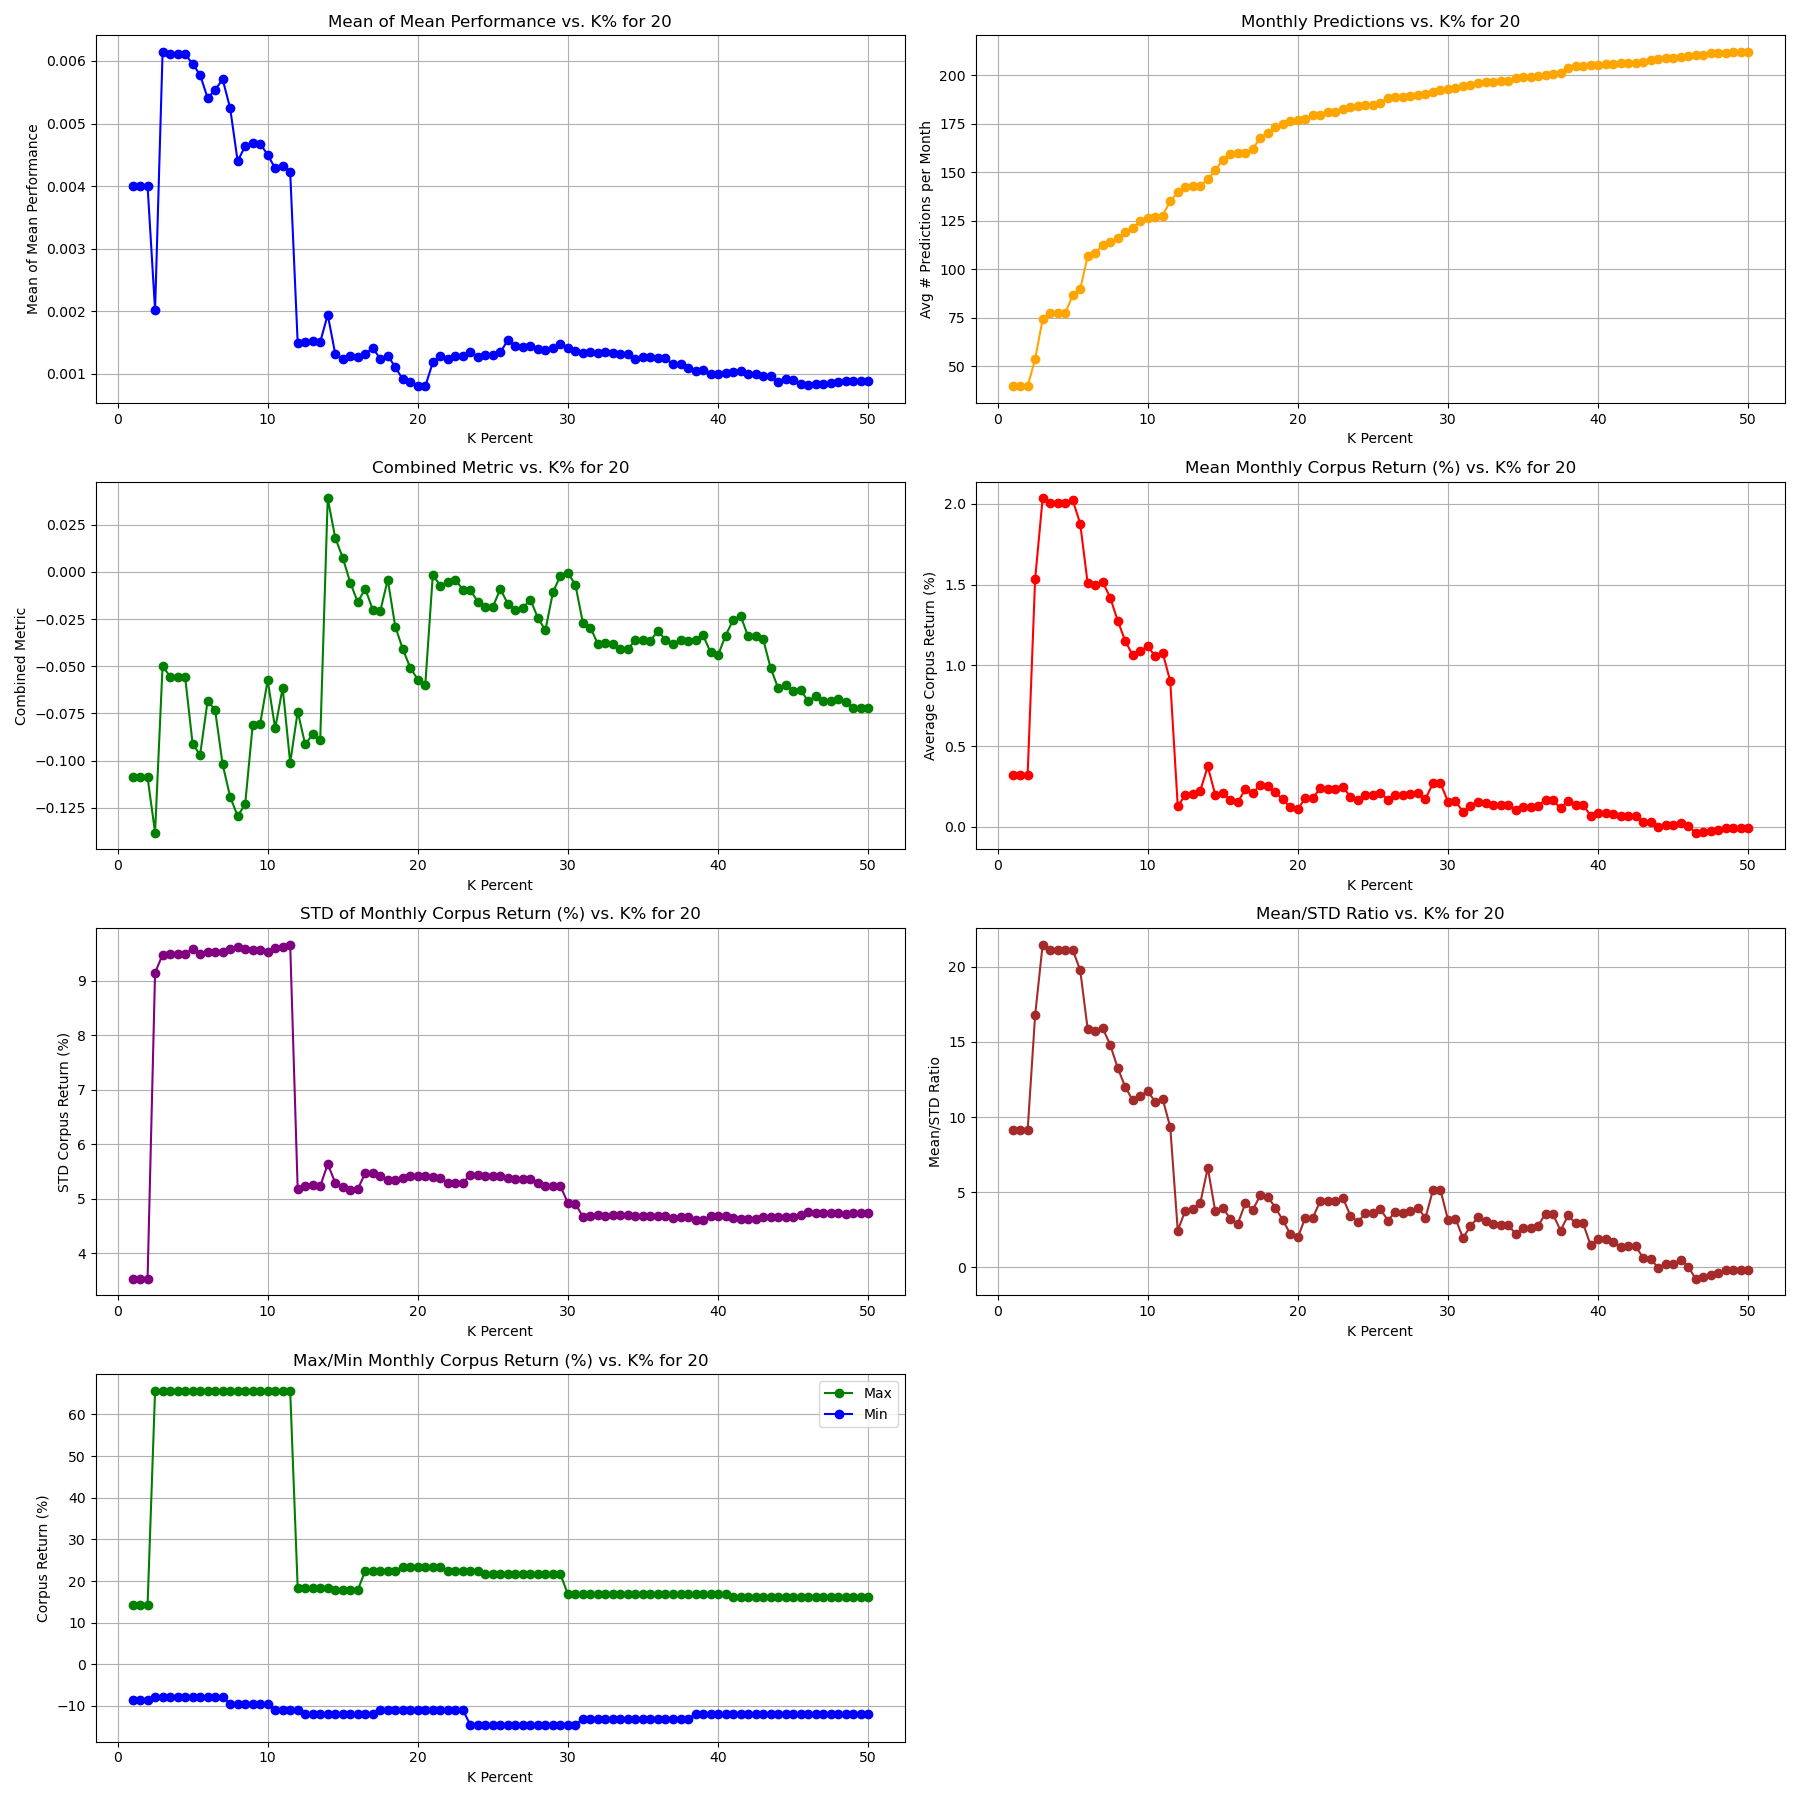 Mean of Mean Performance vs. K% for 20
Mean of Mean Performance
0.006
0.005
0.004
0.003
0.002
0.001
0 10 20 30 40 50
K Percent
Monthly Predictions vs. K% for 20
Avg # Predictions per Month
200
175
150
125
100
75
50
0 10 20 30 40 50
K Percent
Combined Metric vs. K% for 20
Combined Metric
0.025
0.000
−0.025
−0.050
−0.075
−0.100
−0.125
0 10 20 30 40 50
K Percent
Mean Monthly Corpus Return (%) vs. K% for 20
Average Corpus Return (%)
2.0
1.5
1.0
0.5
0.0
0 10 20 30 40 50
K Percent
STD of Monthly Corpus Return (%) vs. K% for 20
STD Corpus Return (%)
9
8
7
6
5
4
0 10 20 30 40 50
K Percent
Mean/STD Ratio vs. K% for 20
Mean/STD Ratio
20
15
10
5
0
0 10 20 30 40 50
K Percent
Max/Min Monthly Corpus Return (%) vs. K% for 20
Corpus Return (%)
60
50
40
30
20
10
0
−10
Max
Min
0 10 20 30 40 50
K Percent